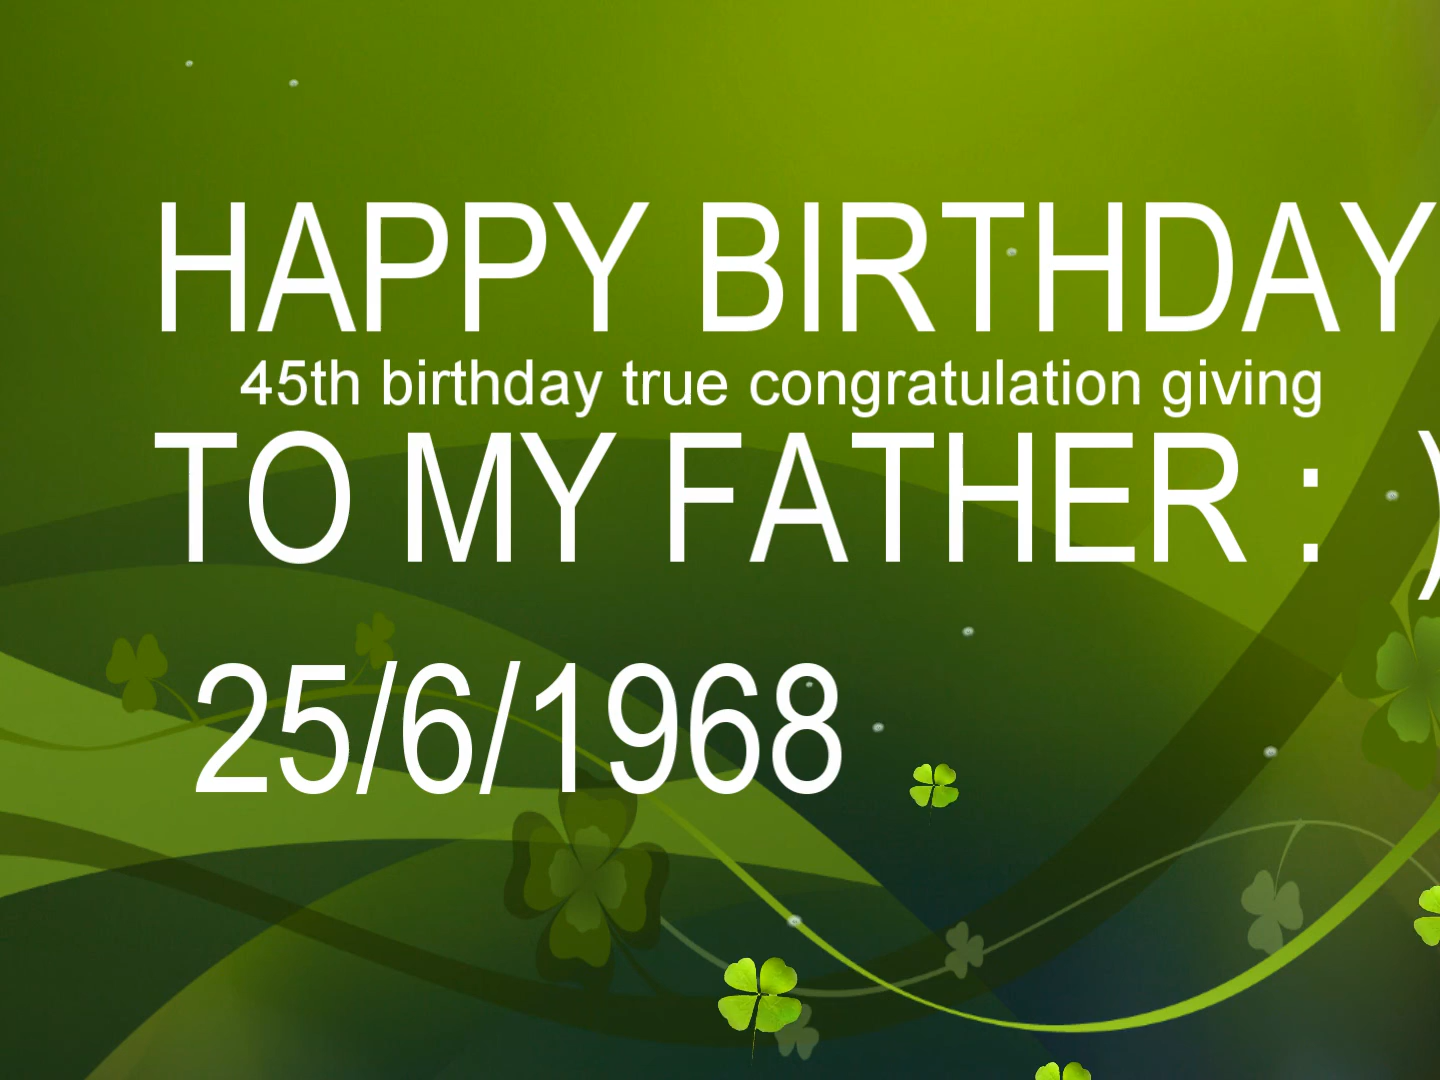 HAPPY BIRTHDAY
45th birthday true congratulation giving
TO MY FATHER : )
25/6/1968